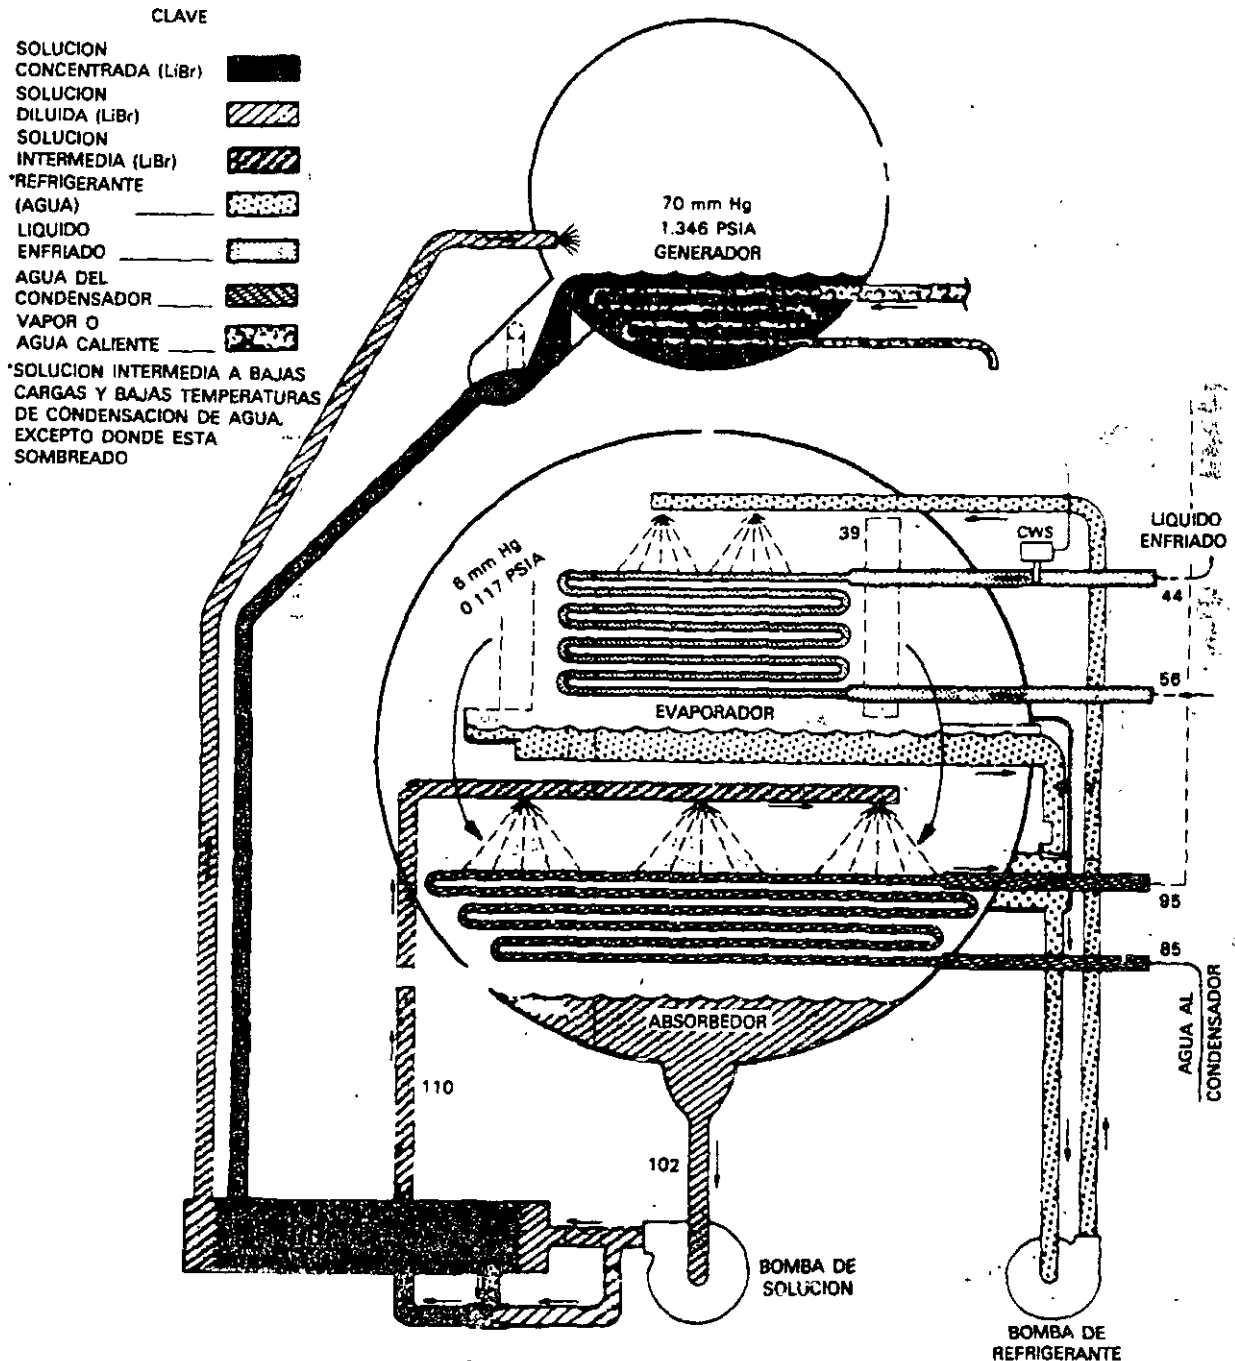 CLAVE
SOLUCION
CONCENTRADA (LiBr)
SOLUCION
DILUIDA (LiBr)
SOLUCION
INTERMEDIA (LiBr)
*REFRIGERANTE
(AGUA)
LIQUIDO
ENFRIADO
AGUA DEL
CONDENSADOR
VAPOR O
AGUA CALIENTE
*SOLUCION INTERMEDIA A BAJAS
CARGAS Y BAJAS TEMPERATURAS
DE CONDENSACION DE AGUA,
EXCEPTO DONDE ESTA
SOMBREADO
70 mm Hg
1.346 PSIA
GENERADOR
6 mm Hg
0.117 PSIA
39
CWS
LIQUIDO
ENFRIADO
44
56
EVAPORADOR
95
85
ABSORBEDOR
AGUA AL
CONDENSADOR
110
102
BOMBA DE
SOLUCION
BOMBA DE
REFRIGERANTE